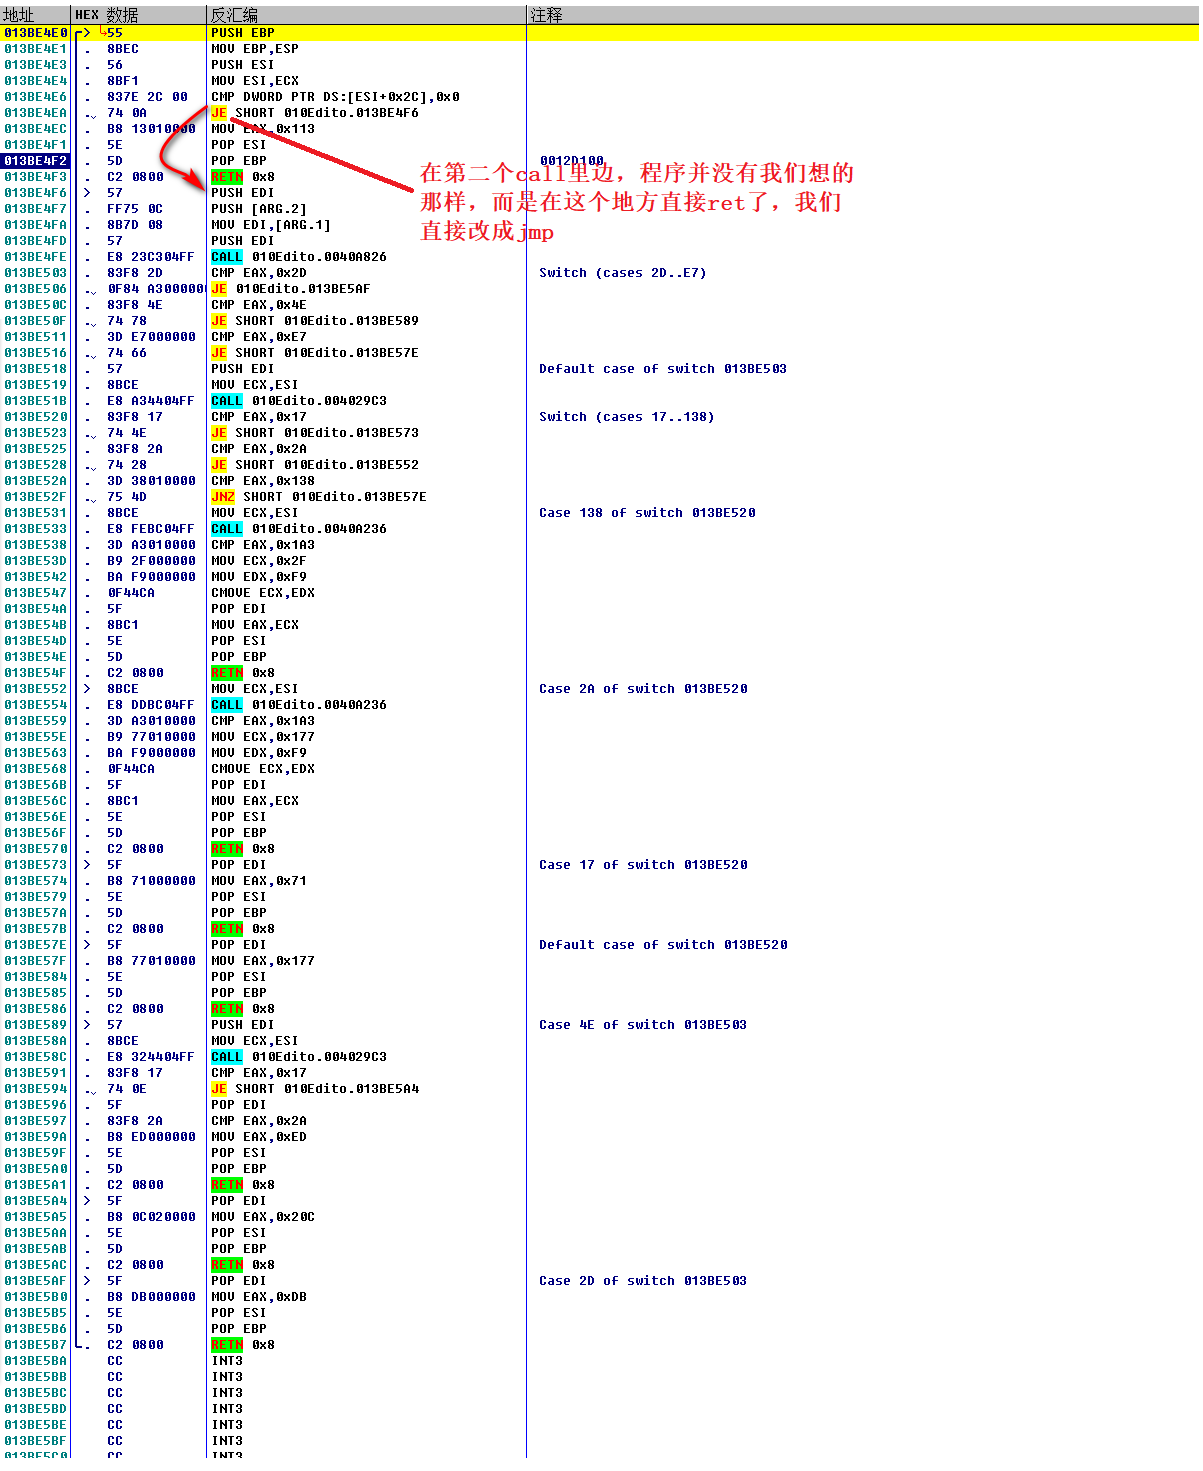 地址 HEX 数据 反汇编 注释
013BE4E0 > 55 PUSH EBP
013BE4E1 . 8BEC MOV EBP,ESP
013BE4E3 . 56 PUSH ESI
013BE4E4 . 8BF1 MOV ESI,ECX
013BE4E6 . 837E 2C 00 CMP DWORD PTR DS:[ESI+0x2C],0x0
013BE4EA . 74 0A JE SHORT 010Edito.013BE4F6
013BE4EC . B8 13010000 MOV EAX,0x113
013BE4F1 . 5E POP ESI
013BE4F2 . 5D POP EBP 0012D100
013BE4F3 . C2 0800 RETN 0x8
013BE4F6 > 57 PUSH EDI
013BE4F7 . FF75 0C PUSH [ARG.2]
013BE4FA . 8B7D 08 MOV EDI,[ARG.1]
013BE4FD . 57 PUSH EDI
013BE4FE . E8 23C304FF CALL 010Edito.0040A826
013BE503 . 83F8 2D CMP EAX,0x2D Switch (cases 2D..E7)
013BE506 . 0F84 A3000000 JE 010Edito.013BE5AF
013BE50C . 83F8 4E CMP EAX,0x4E
013BE50F . 74 78 JE SHORT 010Edito.013BE589
013BE511 . 3D E7000000 CMP EAX,0xE7
013BE516 . 74 66 JE SHORT 010Edito.013BE57E
013BE518 . 57 PUSH EDI Default case of switch 013BE503
013BE519 . 8BCE MOV ECX,ESI
013BE51B . E8 A34404FF CALL 010Edito.004029C3
013BE520 . 83F8 17 CMP EAX,0x17 Switch (cases 17..138)
013BE523 . 74 4E JE SHORT 010Edito.013BE573
013BE525 . 83F8 2A CMP EAX,0x2A
013BE528 . 74 28 JE SHORT 010Edito.013BE552
013BE52A . 3D 38010000 CMP EAX,0x138
013BE52F . 75 4D JNZ SHORT 010Edito.013BE57E
013BE531 . 8BCE MOV ECX,ESI Case 138 of switch 013BE520
013BE533 . E8 FEBC04FF CALL 010Edito.0040A236
013BE538 . 3D A3010000 CMP EAX,0x1A3
013BE53D . B9 2F000000 MOV ECX,0x2F
013BE542 . BA F9000000 MOV EDX,0xF9
013BE547 . 0F44CA CMOVE ECX,EDX
013BE54A . 5F POP EDI
013BE54B . 8BC1 MOV EAX,ECX
013BE54D . 5E POP ESI
013BE54E . 5D POP EBP
013BE54F . C2 0800 RETN 0x8
013BE552 > 8BCE MOV ECX,ESI Case 2A of switch 013BE520
013BE554 . E8 DDBC04FF CALL 010Edito.0040A236
013BE559 . 3D A3010000 CMP EAX,0x1A3
013BE55E . B9 77010000 MOV ECX,0x177
013BE563 . BA F9000000 MOV EDX,0xF9
013BE568 . 0F44CA CMOVE ECX,EDX
013BE56B . 5F POP EDI
013BE56C . 8BC1 MOV EAX,ECX
013BE56E . 5E POP ESI
013BE56F . 5D POP EBP
013BE570 . C2 0800 RETN 0x8
013BE573 > 5F POP EDI Case 17 of switch 013BE520
013BE574 . B8 71000000 MOV EAX,0x71
013BE579 . 5E POP ESI
013BE57A . 5D POP EBP
013BE57B . C2 0800 RETN 0x8
013BE57E > 5F POP EDI Default case of switch 013BE520
013BE57F . B8 77010000 MOV EAX,0x177
013BE584 . 5E POP ESI
013BE585 . 5D POP EBP
013BE586 . C2 0800 RETN 0x8
013BE589 > 57 PUSH EDI Case 4E of switch 013BE503
013BE58A . 8BCE MOV ECX,ESI
013BE58C . E8 324404FF CALL 010Edito.004029C3
013BE591 . 83F8 17 CMP EAX,0x17
013BE594 . 74 0E JE SHORT 010Edito.013BE5A4
013BE596 . 5F POP EDI
013BE597 . 83F8 2A CMP EAX,0x2A
013BE59A . B8 ED000000 MOV EAX,0xED
013BE59F . 5E POP ESI
013BE5A0 . 5D POP EBP
013BE5A1 . C2 0800 RETN 0x8
013BE5A4 > 5F POP EDI
013BE5A5 . B8 0C020000 MOV EAX,0x20C
013BE5AA . 5E POP ESI
013BE5AB . 5D POP EBP
013BE5AC . C2 0800 RETN 0x8
013BE5AF > 5F POP EDI Case 2D of switch 013BE503
013BE5B0 . B8 DB000000 MOV EAX,0xDB
013BE5B5 . 5E POP ESI
013BE5B6 . 5D POP EBP
013BE5B7 . C2 0800 RETN 0x8
013BE5BA CC INT3
013BE5BB CC INT3
013BE5BC CC INT3
013BE5BD CC INT3
013BE5BE CC INT3
013BE5BF CC INT3
013BE5C0 CC INT3
在第二个call里边，程序并没有我们想的
那样，而是在这个地方直接ret了，我们
直接改成jmp